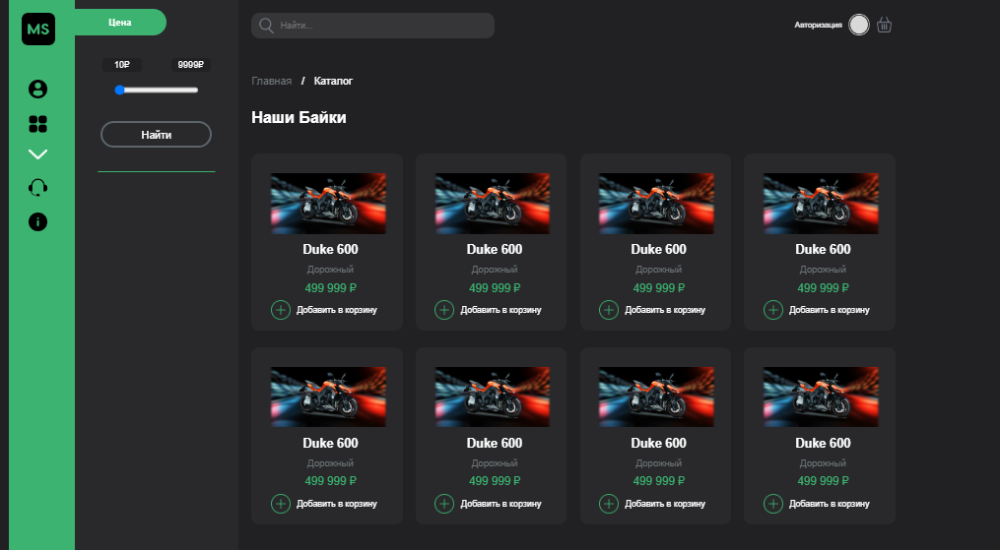 MS
Цена
10₽ 9999₽
Найти
Найти...
Авторизация
Главная / Каталог
Наши Байки
Duke 600
Дорожный
499 999 ₽
Добавить в корзину
Duke 600
Дорожный
499 999 ₽
Добавить в корзину
Duke 600
Дорожный
499 999 ₽
Добавить в корзину
Duke 600
Дорожный
499 999 ₽
Добавить в корзину
Duke 600
Дорожный
499 999 ₽
Добавить в корзину
Duke 600
Дорожный
499 999 ₽
Добавить в корзину
Duke 600
Дорожный
499 999 ₽
Добавить в корзину
Duke 600
Дорожный
499 999 ₽
Добавить в корзину